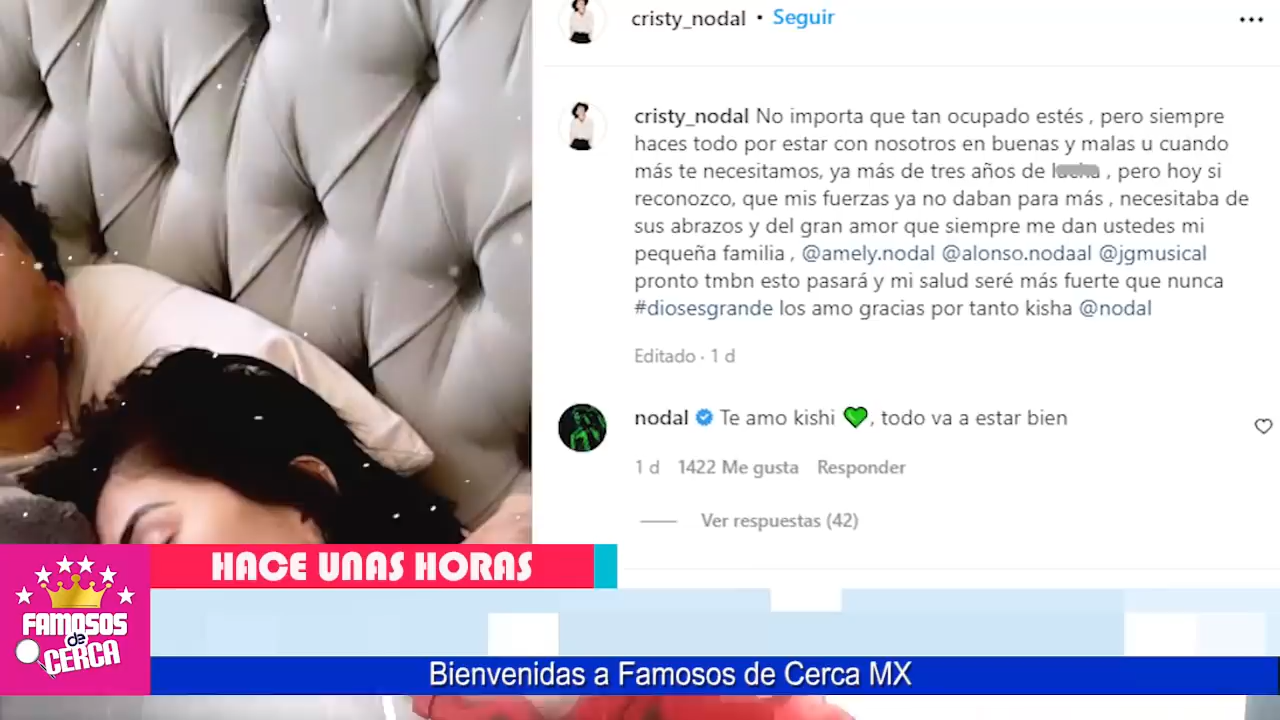 cristy_nodal • Seguir
cristy_nodal No importa que tan ocupado estés , pero siempre
haces todo por estar con nosotros en buenas y malas u cuando
más te necesitamos, ya más de tres años de , pero hoy si
reconozco, que mis fuerzas ya no daban para más , necesitaba de
sus abrazos y del gran amor que siempre me dan ustedes mi
pequeña familia , @amely.nodal @alonso.nodaal @jgmusical
pronto tmbn esto pasará y mi salud seré más fuerte que nunca
#diosesgrande los amo gracias por tanto kisha @nodal
Editado · 1 d
nodal Te amo kishi 💚, todo va a estar bien
1 d 1422 Me gusta Responder
Ver respuestas (42)
HACE UNAS HORAS
FAMOSOS
de
CERCA
Bienvenidas a Famosos de Cerca MX